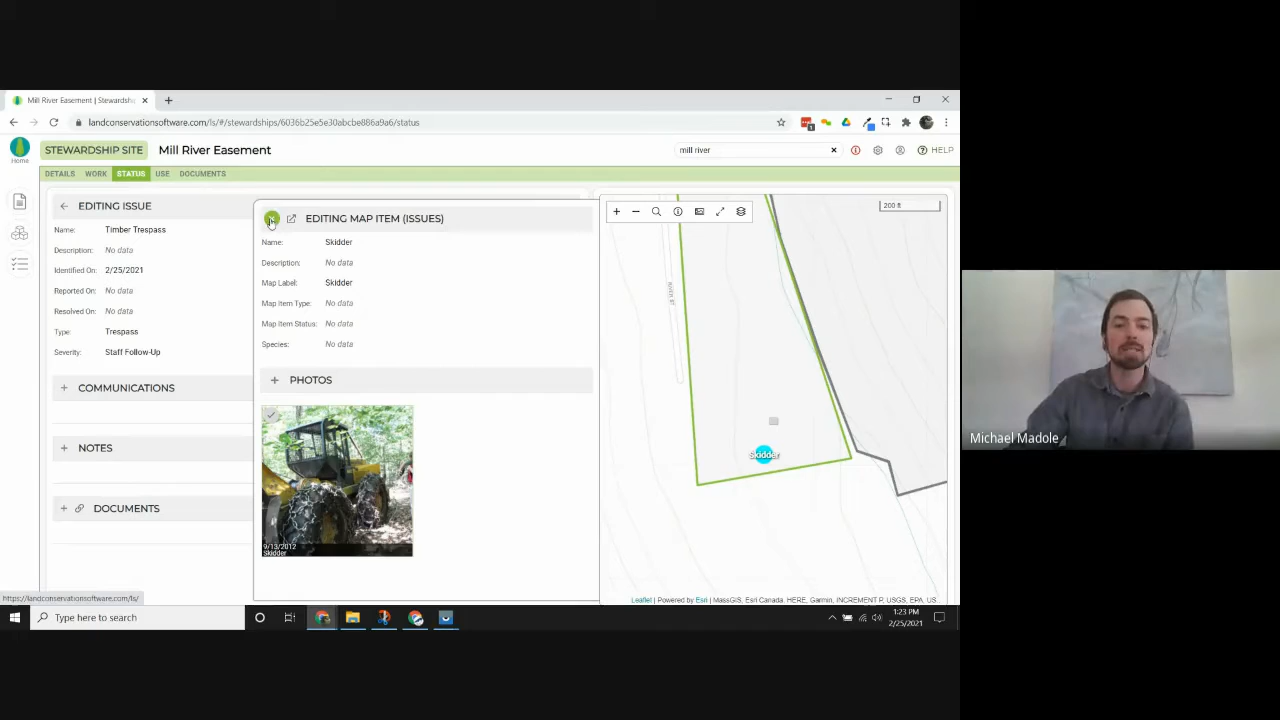 Mill River Easement | Stewardshi
landconservationsoftware.com/ls/#/stewardships/6036b25e5e30abcbe886a9a6/status
Home
STEWARDSHIP SITE
Mill River Easement
mill river
HELP
DETAILS
WORK
STATUS
USE
DOCUMENTS
EDITING ISSUE
Name: Timber Trespass
Description: No data
Identified On: 2/25/2021
Reported On: No data
Resolved On: No data
Type: Trespass
Severity: Staff Follow-Up
COMMUNICATIONS
NOTES
DOCUMENTS
EDITING MAP ITEM (ISSUES)
Name: Skidder
Description: No data
Map Label: Skidder
Map Item Type: No data
Map Item Status: No data
Species: No data
PHOTOS
9/13/2012
Skidder
200 ft
Skidder
Leaflet | Powered by Esri | MassGIS, Esri Canada, HERE, Garmin, INCREMENT P, USGS, EPA, US...
https://landconservationsoftware.com/ls/
Type here to search
1:23 PM
2/25/2021
Michael Madole